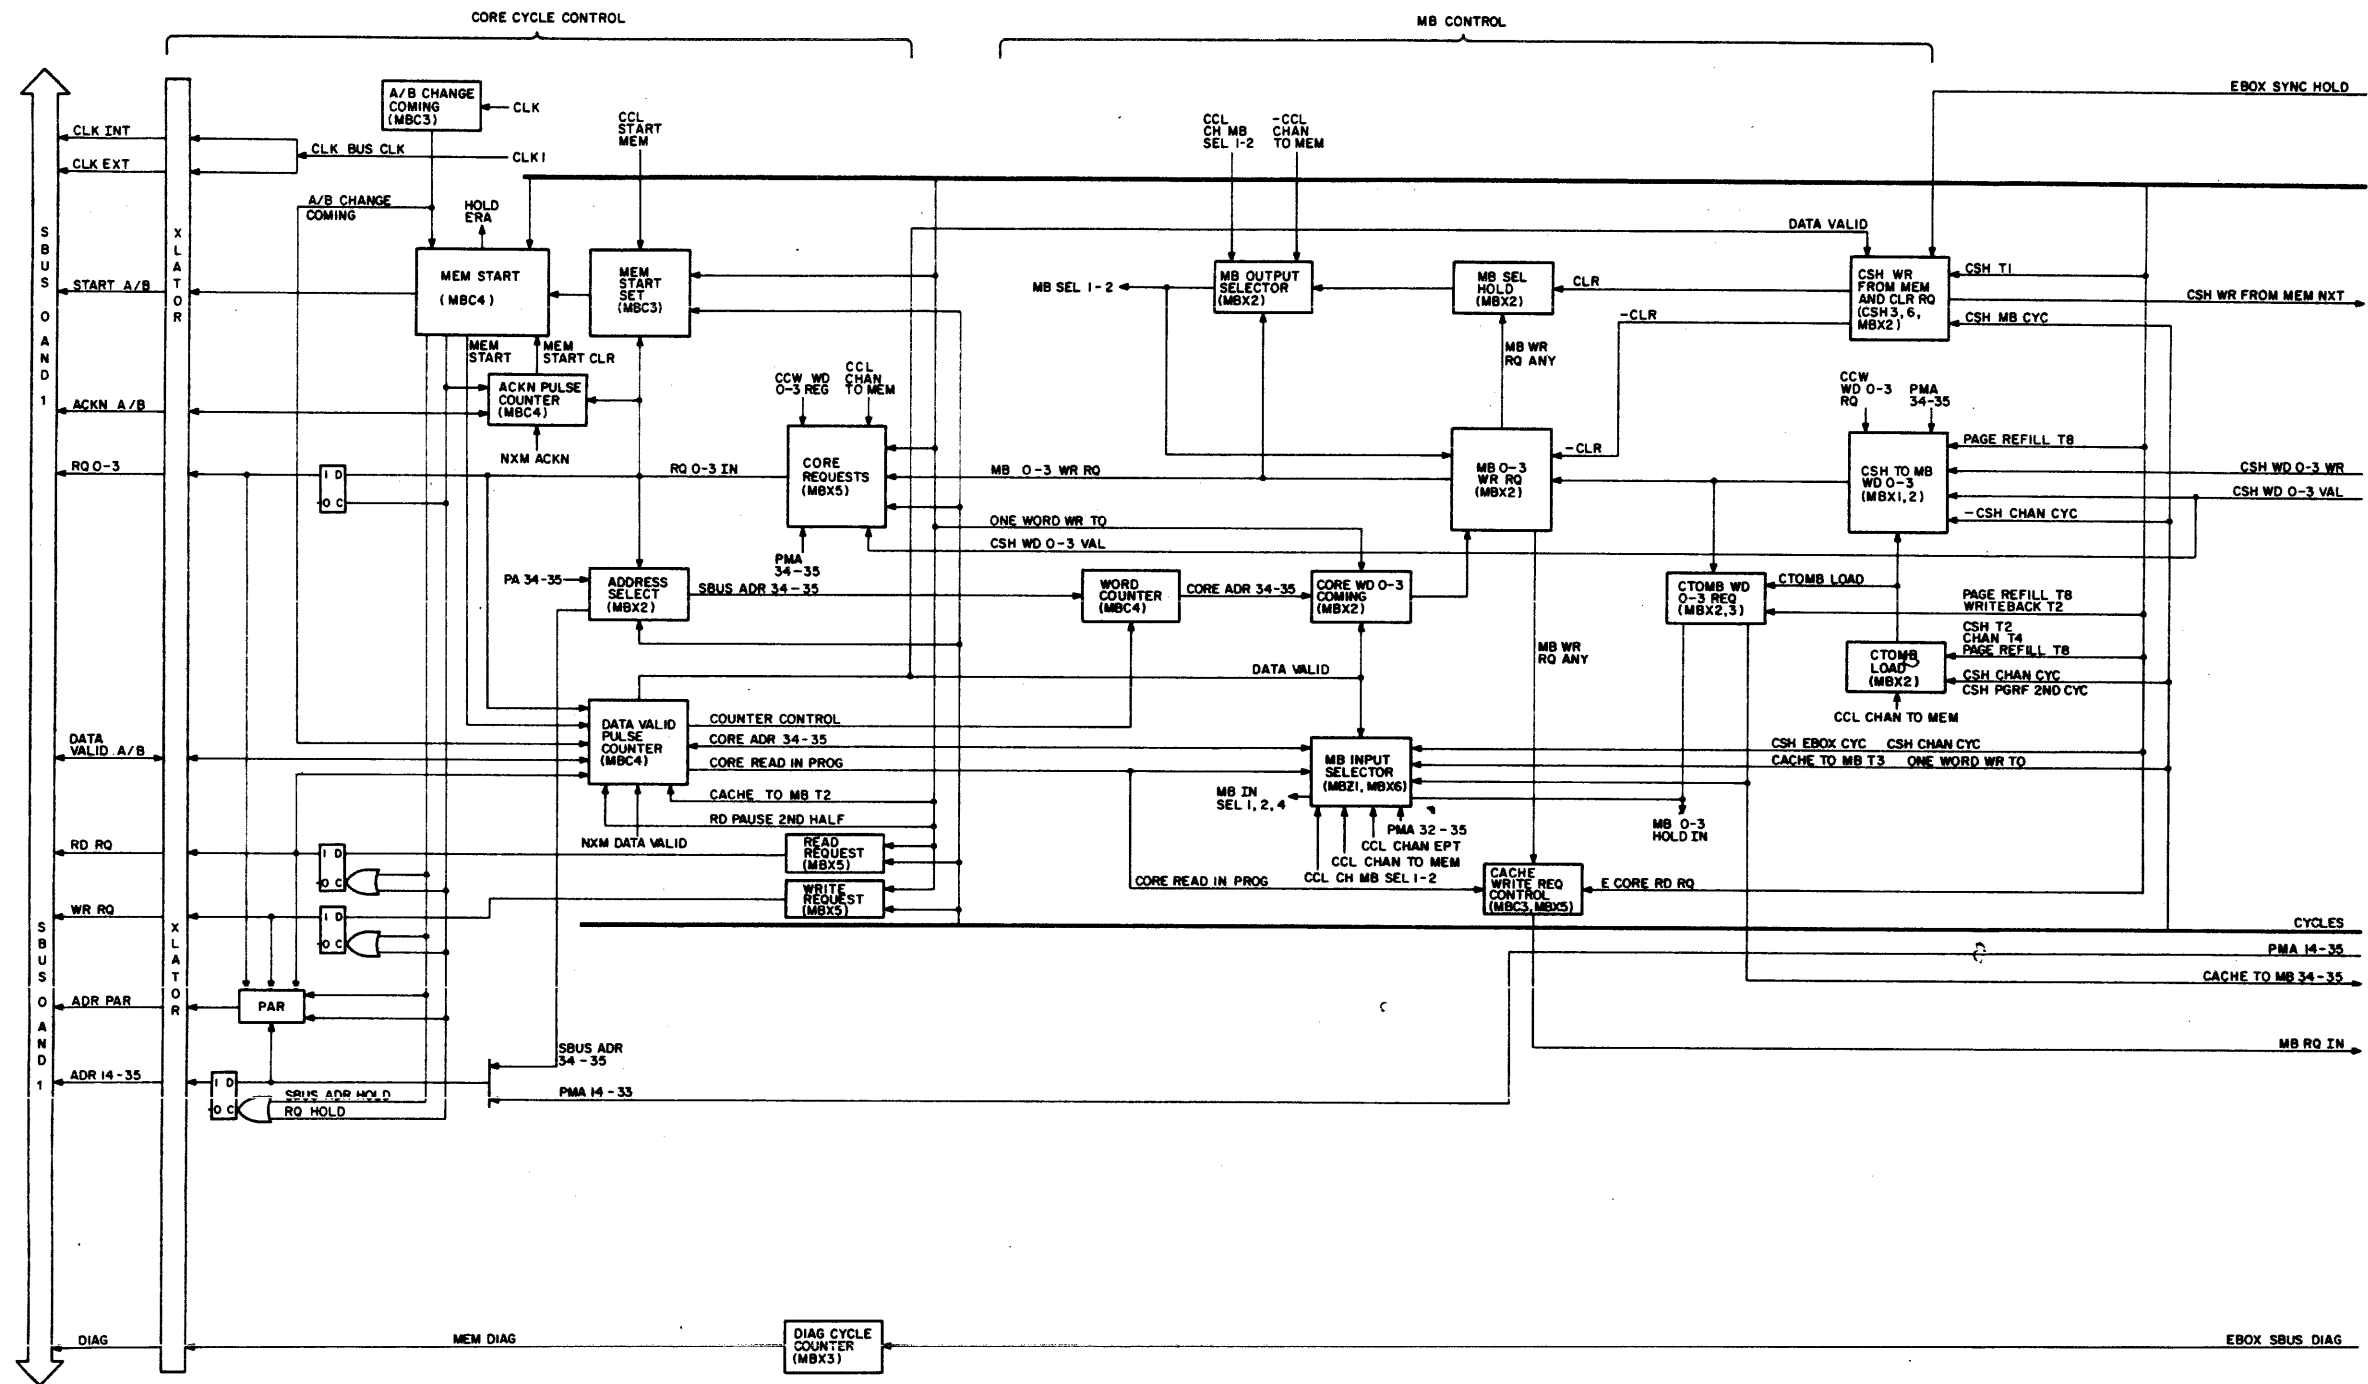 CORE CYCLE CONTROL
MB CONTROL
EBOX SYNC HOLD
A/B CHANGE
COMING
(MBC3)
CLK
CLK INT
CLK BUS CLK
CLK1
CLK EXT
CCL
START
MEM
CCL
CH MB
SEL 1-2
-CCL
CHAN
TO MEM
A/B CHANGE
COMING
HOLD
ERA
DATA VALID
SBUS 0 AND 1
XLATOR
MEM START
(MBC4)
MEM
START
SET
(MBC3)
START A/B
MB SEL 1-2
MB OUTPUT
SELECTOR
(MBX2)
MB SEL
HOLD
(MBX2)
CLR
CSH WR
FROM MEM
AND CLR RQ
(CSH3, 6,
MBX2)
CSH T1
CSH WR FROM MEM NXT
CSH MB CYC
-CLR
MEM
START
MEM
START CLR
MB WR
RQ ANY
ACKN PULSE
COUNTER
(MBC4)
ACKN A/B
NXM ACKN
CCW WD
0-3 REG
CCL
CHAN
TO MEM
CCW
WD 0-3
RQ
PMA
34-35
RQ 0-3
1 D
0 C
RQ 0-3 IN
CORE
REQUESTS
(MBX5)
MB 0-3 WR RQ
MB 0-3
WR RQ
(MBX2)
-CLR
CSH TO MB
WD 0-3
(MBX1,2)
PAGE REFILL T8
CSH WD 0-3 WR
CSH WD 0-3 VAL
-CSH CHAN CYC
ONE WORD WR TO
CSH WD 0-3 VAL
PMA
34-35
PA 34-35
ADDRESS
SELECT
(MBX2)
SBUS ADR 34-35
WORD
COUNTER
(MBC4)
CORE ADR 34-35
CORE WD 0-3
COMING
(MBX2)
CTOMB WD
0-3 REQ
(MBX2,3)
CTOMB LOAD
PAGE REFILL T8
WRITEBACK T2
CSH T2
CHAN T4
PAGE REFILL T8
CTOMB
LOAD
(MBX2)
CSH CHAN CYC
CSH PGRF 2ND CYC
CCL CHAN TO MEM
MB WR
RQ ANY
DATA VALID
DATA
VALID A/B
DATA VALID
PULSE
COUNTER
(MBC4)
COUNTER CONTROL
CORE ADR 34-35
CORE READ IN PROG
CACHE TO MB T2
RD PAUSE 2ND HALF
NXM DATA VALID
MB INPUT
SELECTOR
(MBZ1, MBX6)
CSH EBOX CYC CSH CHAN CYC
CACHE TO MB T3 ONE WORD WR TO
MB IN
SEL 1, 2, 4
PMA 32-35
CCL CHAN EPT
CCL CHAN TO MEM
CCL CH MB SEL 1-2
MB 0-3
HOLD IN
RD RQ
1 D
0 C
READ
REQUEST
(MBX5)
WRITE
REQUEST
(MBX5)
CORE READ IN PROG
CACHE
WRITE REQ
CONTROL
(MBC3, MBX5)
E CORE RD RQ
WR RQ
1 D
0 C
SBUS 0 AND 1
XLATOR
CYCLES
PMA 14-35
CACHE TO MB 34-35
ADR PAR
PAR
MB RQ IN
SBUS ADR
34-35
ADR 14-35
1 D
0 C
SBUS ADR HOLD
RQ HOLD
PMA 14-33
DIAG
MEM DIAG
DIAG CYCLE
COUNTER
(MBX3)
EBOX SBUS DIAG